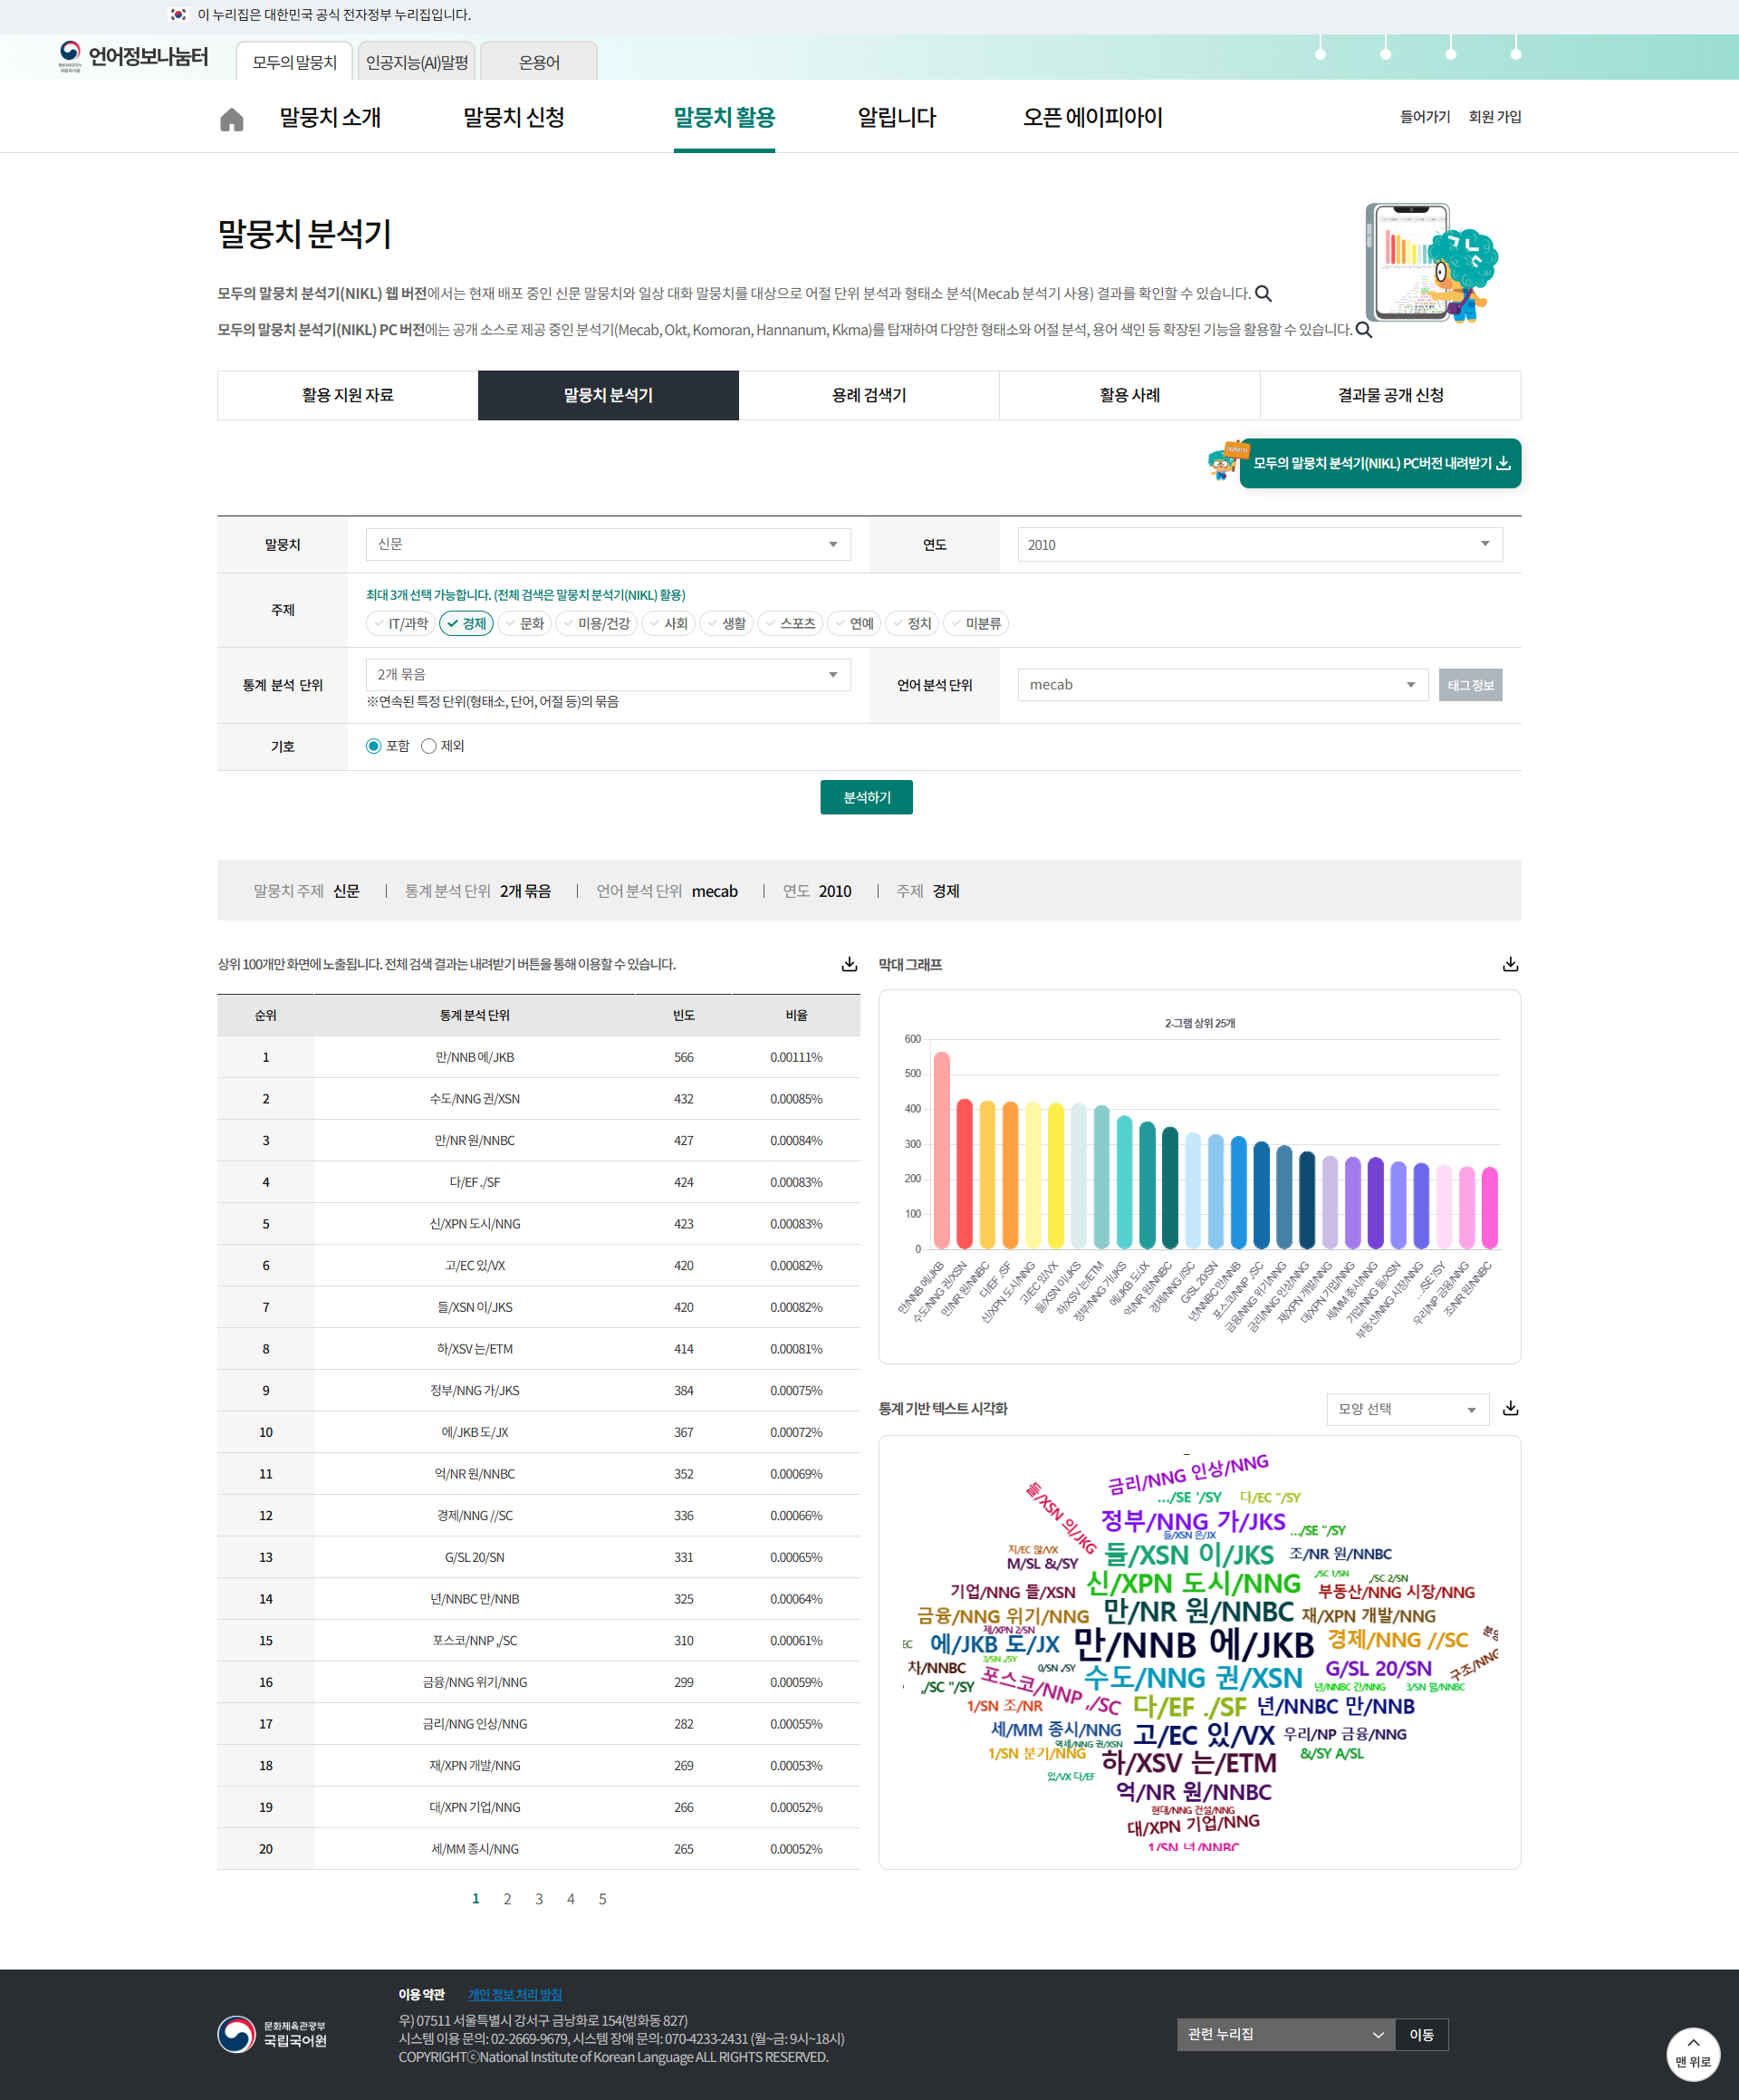 이 누리집은 대한민국 공식 전자정부 누리집입니다.
언어정보나눔터
모두의 말뭉치
인공지능(AI)말평
온용어
말뭉치 소개
말뭉치 신청
말뭉치 활용
알립니다
오픈 에이피아이
들어가기
회원 가입
말뭉치 분석기
모두의 말뭉치 분석기(NIKL) 웹 버전에서는 현재 배포 중인 신문 말뭉치와 일상 대화 말뭉치를 대상으로 어절 단위 분석과 형태소 분석(Mecab 분석기 사용) 결과를 확인할 수 있습니다.
모두의 말뭉치 분석기(NIKL) PC 버전에는 공개 소스로 제공 중인 분석기(Mecab, Okt, Komoran, Hannanum, Kkma)를 탑재하여 다양한 형태소와 어절 분석, 용어 색인 등 확장된 기능을 활용할 수 있습니다.
활용 지원 자료
말뭉치 분석기
용례 검색기
활용 사례
결과물 공개 신청
모두의 말뭉치 분석기(NIKL) PC버전 내려받기
말뭉치 신문
연도 2010
주제
최대 3개 선택 가능합니다. (전체 검색은 말뭉치 분석기(NIKL) 활용)
IT/과학 경제 문화 미용/건강 사회 생활 스포츠 연예 정치 미분류
통계 분석 단위 2개 묶음
※연속된 특정 단위(형태소, 단어, 어절 등)의 묶음
언어 분석 단위 mecab 태그 정보
기호 포함 제외
분석하기
말뭉치 주제 신문 | 통계 분석 단위 2개 묶음 | 언어 분석 단위 mecab | 연도 2010 | 주제 경제
상위 100개만 화면에 노출됩니다. 전체 검색 결과는 내려받기 버튼을 통해 이용할 수 있습니다.
순위 통계 분석 단위 빈도 비율
1 만/NNB 에/JKB 566 0.00111%
2 수도/NNG 권/XSN 432 0.00085%
3 만/NR 원/NNBC 427 0.00084%
4 다/EF ./SF 424 0.00083%
5 신/XPN 도시/NNG 423 0.00083%
6 고/EC 있/VX 420 0.00082%
7 들/XSN 이/JKS 420 0.00082%
8 하/XSV 는/ETM 414 0.00081%
9 정부/NNG 가/JKS 384 0.00075%
10 에/JKB 도/JX 367 0.00072%
11 억/NR 원/NNBC 352 0.00069%
12 경제/NNG //SC 336 0.00066%
13 G/SL 20/SN 331 0.00065%
14 년/NNBC 만/NNB 325 0.00064%
15 포스코/NNP ,/SC 310 0.00061%
16 금융/NNG 위기/NNG 299 0.00059%
17 금리/NNG 인상/NNG 282 0.00055%
18 재/XPN 개발/NNG 269 0.00053%
19 대/XPN 기업/NNG 266 0.00052%
20 세/MM 종시/NNG 265 0.00052%
1 2 3 4 5
막대 그래프
2-그램 상위 25개
600
500
400
300
200
100
0
만/NNB 에/JKB
수도/NNG 권/XSN
만/NR 원/NNBC
다/EF ./SF
신/XPN 도시/NNG
고/EC 있/VX
들/XSN 이/JKS
하/XSV 는/ETM
정부/NNG 가/JKS
에/JKB 도/JX
억/NR 원/NNBC
경제/NNG //SC
G/SL 20/SN
년/NNBC 만/NNB
포스코/NNP ,/SC
금융/NNG 위기/NNG
금리/NNG 인상/NNG
재/XPN 개발/NNG
대/XPN 기업/NNG
세/MM 종시/NNG
기업/NNG 들/XSN
부동산/NNG 시장/NNG
…/SE '/SY
우리/NP 금융/NNG
조/NR 원/NNBC
통계 기반 텍스트 시각화
모양 선택
금리/NNG 인상/NNG
들/XSN 의/JKG
…/SE '/SY
다/EC "/SY
정부/NNG 가/JKS
들/XSN 은/JX
…/SE "/SY
지/EC 않/VX
M/SL &/SY
들/XSN 이/JKS
조/NR 원/NNBC
기업/NNG 들/XSN
신/XPN 도시/NNG
/SC 1/SN
./SC 2/SN
부동산/NNG 시장/NNG
금융/NNG 위기/NNG
만/NR 원/NNBC
재/XPN 개발/NNG
제/XPN 2/SN
에/JKB 도/JX
만/NNB 에/JKB
경제/NNG //SC
차/NNBC
3/SN ./SY
0/SN ./SY
수도/NNG 권/XSN
G/SL 20/SN
구조/NNG
,/SC "/SY
포스코/NNP ,/SC
년/NNBC 간/NNG
3/SN 월/NNBC
1/SN 조/NR
다/EF ./SF
년/NNBC 만/NNB
세/MM 종시/NNG
고/EC 있/VX
우리/NP 금융/NNG
역세/NNG 권/XSN
1/SN 분기/NNG
하/XSV 는/ETM
&/SY A/SL
있/VX 다/EF
억/NR 원/NNBC
현대/NNG 건설/NNG
대/XPN 기업/NNG
1/SN 년/NNBC
이용 약관
개인 정보 처리 방침
문화체육관광부
국립국어원
우) 07511 서울특별시 강서구 금낭화로 154(방화동 827)
시스템 이용 문의: 02-2669-9679, 시스템 장애 문의: 070-4233-2431 (월~금: 9시~18시)
COPYRIGHTⓒNational Institute of Korean Language ALL RIGHTS RESERVED.
관련 누리집
이동
맨 위로